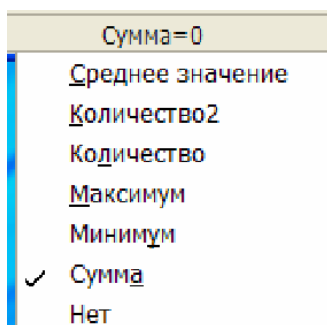 Сумма=0
Среднее значение
Количество2
Количество
Максимум
Минимум
Сумма
Нет